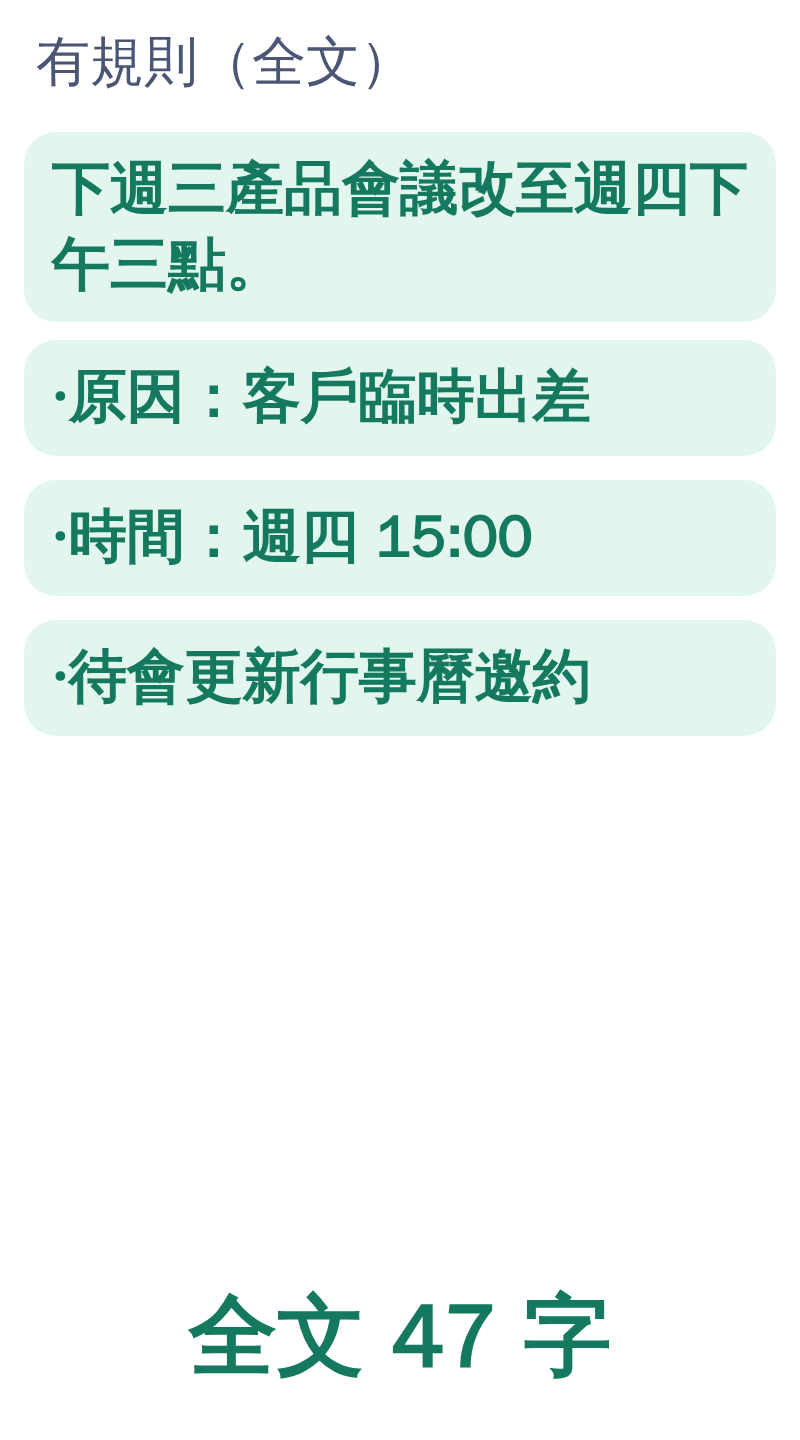 有規則（全文）
下週三產品會議改至週四下
午三點。
·原因：客戶臨時出差
·時間：週四 15:00
·待會更新行事曆邀約
全文 47 字